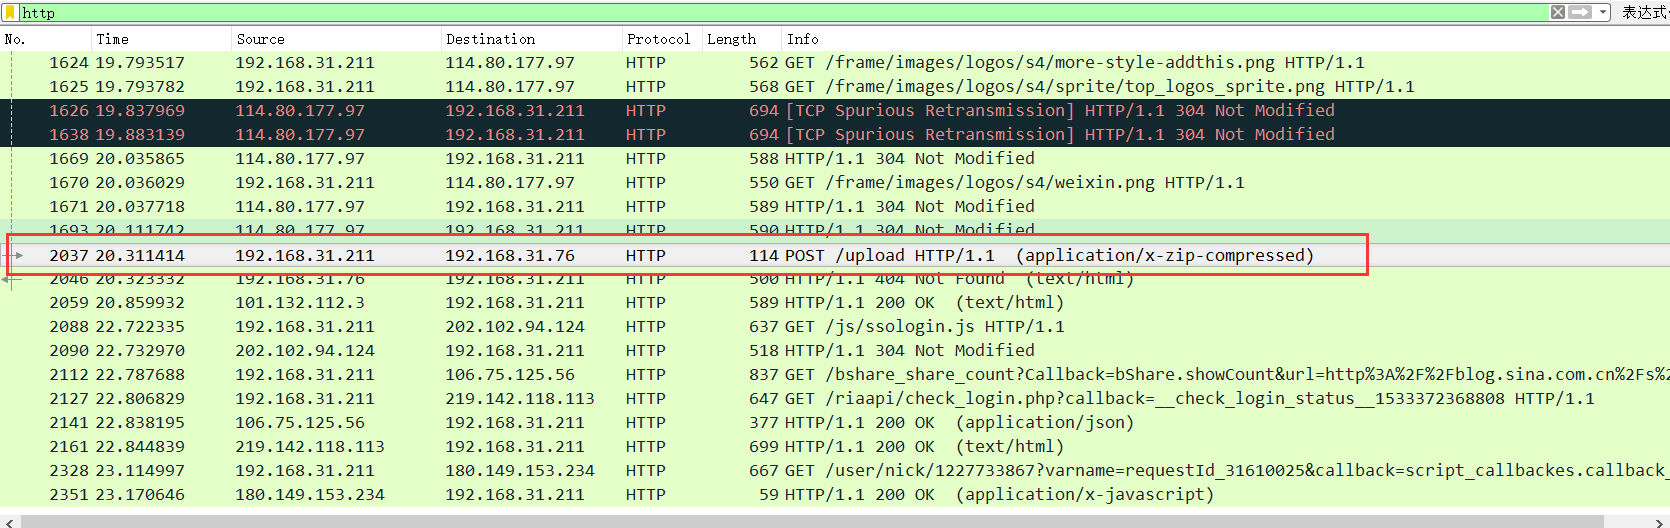 http 表达式
No. Time Source Destination Protocol Length Info
1624 19.793517 192.168.31.211 114.80.177.97 HTTP 562 GET /frame/images/logos/s4/more-style-addthis.png HTTP/1.1
1625 19.793782 192.168.31.211 114.80.177.97 HTTP 568 GET /frame/images/logos/s4/sprite/top_logos_sprite.png HTTP/1.1
1626 19.837969 114.80.177.97 192.168.31.211 HTTP 694 [TCP Spurious Retransmission] HTTP/1.1 304 Not Modified
1638 19.883139 114.80.177.97 192.168.31.211 HTTP 694 [TCP Spurious Retransmission] HTTP/1.1 304 Not Modified
1669 20.035865 114.80.177.97 192.168.31.211 HTTP 588 HTTP/1.1 304 Not Modified
1670 20.036029 192.168.31.211 114.80.177.97 HTTP 550 GET /frame/images/logos/s4/weixin.png HTTP/1.1
1671 20.037718 114.80.177.97 192.168.31.211 HTTP 589 HTTP/1.1 304 Not Modified
1693 20.111742 114.80.177.97 192.168.31.211 HTTP 590 HTTP/1.1 304 Not Modified
2037 20.311414 192.168.31.211 192.168.31.76 HTTP 114 POST /upload HTTP/1.1 (application/x-zip-compressed)
2046 20.323332 192.168.31.76 192.168.31.211 HTTP 500 HTTP/1.1 404 Not Found (text/html)
2059 20.859932 101.132.112.3 192.168.31.211 HTTP 589 HTTP/1.1 200 OK (text/html)
2088 22.722335 192.168.31.211 202.102.94.124 HTTP 637 GET /js/ssologin.js HTTP/1.1
2090 22.732970 202.102.94.124 192.168.31.211 HTTP 518 HTTP/1.1 304 Not Modified
2112 22.787688 192.168.31.211 106.75.125.56 HTTP 837 GET /bshare_share_count?Callback=bShare.showCount&url=http%3A%2F%2Fblog.sina.com.cn%2Fs%2
2127 22.806829 192.168.31.211 219.142.118.113 HTTP 647 GET /riaapi/check_login.php?callback=__check_login_status__1533372368808 HTTP/1.1
2141 22.838195 106.75.125.56 192.168.31.211 HTTP 377 HTTP/1.1 200 OK (application/json)
2161 22.844839 219.142.118.113 192.168.31.211 HTTP 699 HTTP/1.1 200 OK (text/html)
2328 23.114997 192.168.31.211 180.149.153.234 HTTP 667 GET /user/nick/1227733867?varname=requestId_31610025&callback=script_callbackes.callback_
2351 23.170646 180.149.153.234 192.168.31.211 HTTP 59 HTTP/1.1 200 OK (application/x-javascript)